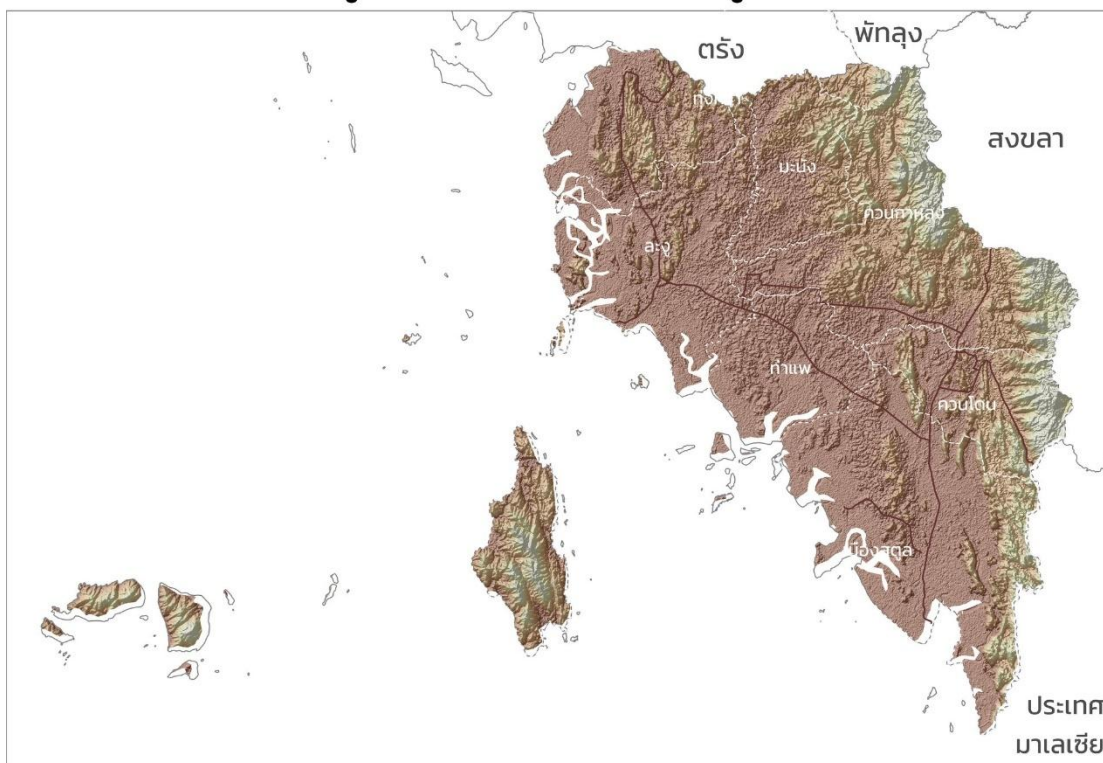 ตรัง
พัทลุง
สงขลา
ทุ่ง
มะนัง
ควนกาหลง
ละงู
ท่าแพ
ควนโดน
เมืองสตูล
ประเทศ
มาเลเซีย